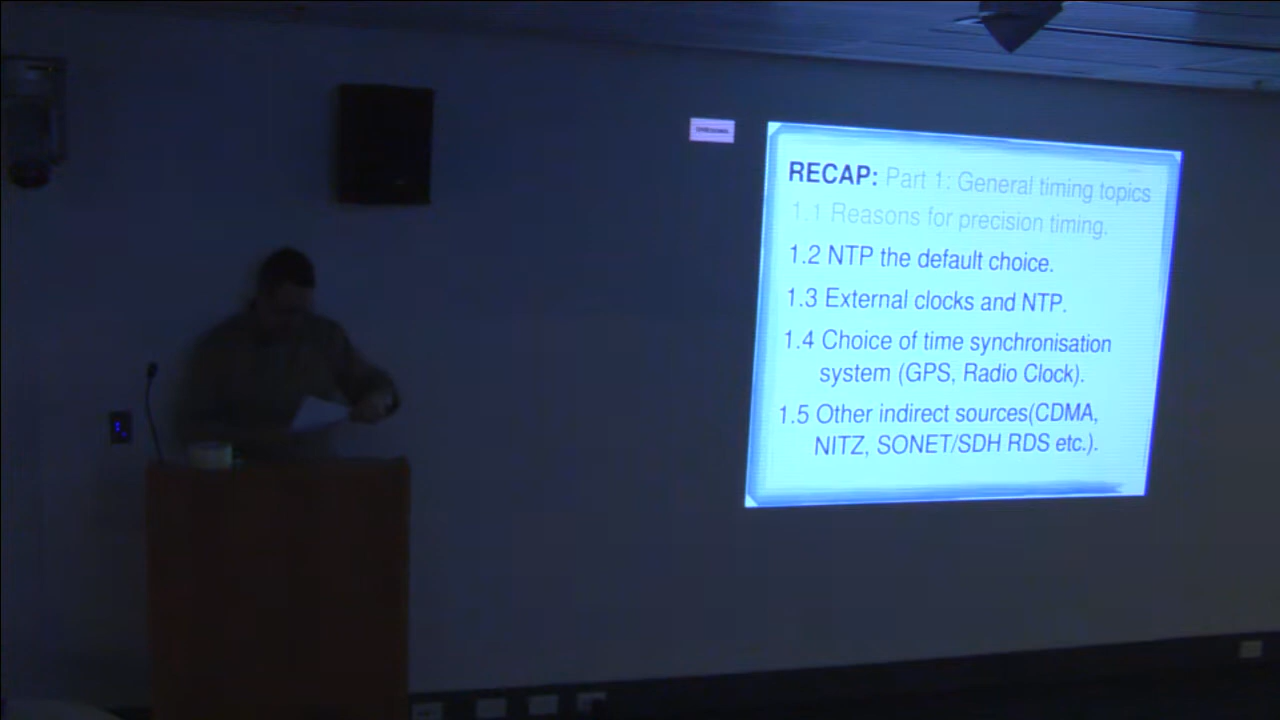 RECAP: Part 1: General timing topics
1.1 Reasons for precision timing.
1.2 NTP the default choice.
1.3 External clocks and NTP.
1.4 Choice of time synchronisation
system (GPS, Radio Clock).
1.5 Other indirect sources(CDMA,
NITZ, SONET/SDH RDS etc.).